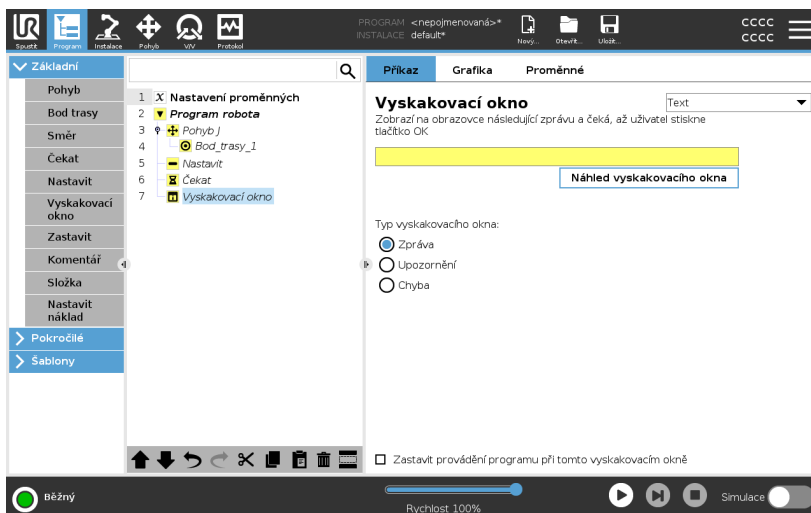 UR
PROGRAM <nepojmenovaná>*
INSTALACE default*
CCCC
CCCC
Spustit
Program
Instalace
Pohyb
V/V
Protokol
Nový...
Otevřít...
Uložit...
Základní
Pohyb
Bod trasy
Směr
Čekat
Nastavit
Vyskakovací
okno
Zastavit
Komentář
Složka
Nastavit
náklad
Pokročilé
Šablony
1 X Nastavení proměnných
2 Program robota
3 Pohyb J
4 Bod_trasy_1
5 Nastavit
6 Čekat
7 Vyskakovací okno
Příkaz
Grafika
Proměnné
Vyskakovací okno
Text
Zobrazí na obrazovce následující zprávu a čeká, až uživatel stiskne
tlačítko OK
Náhled vyskakovacího okna
Typ vyskakovacího okna:
Zpráva
Upozornění
Chyba
Zastavit provádění programu při tomto vyskakovacím okně
Běžný
Rychlost 100%
Simulace